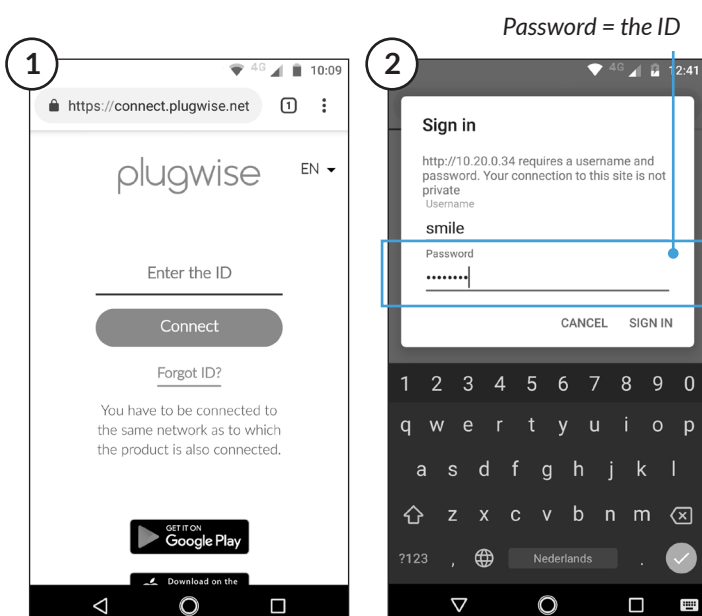 Password = the ID
1
4G 10:09
https://connect.plugwise.net 1
plugwise EN
Enter the ID
Connect
Forgot ID?
You have to be connected to
the same network as to which
the product is also connected.
GET IT ON
Google Play
Download on the
2
4G 12:41
Sign in
http://10.20.0.34 requires a username and
password. Your connection to this site is not
private
Username
smile
Password
••••••••
CANCEL SIGN IN
1 2 3 4 5 6 7 8 9 0
q w e r t y u i o p
a s d f g h j k l
z x c v b n m
?123 , Nederlands .